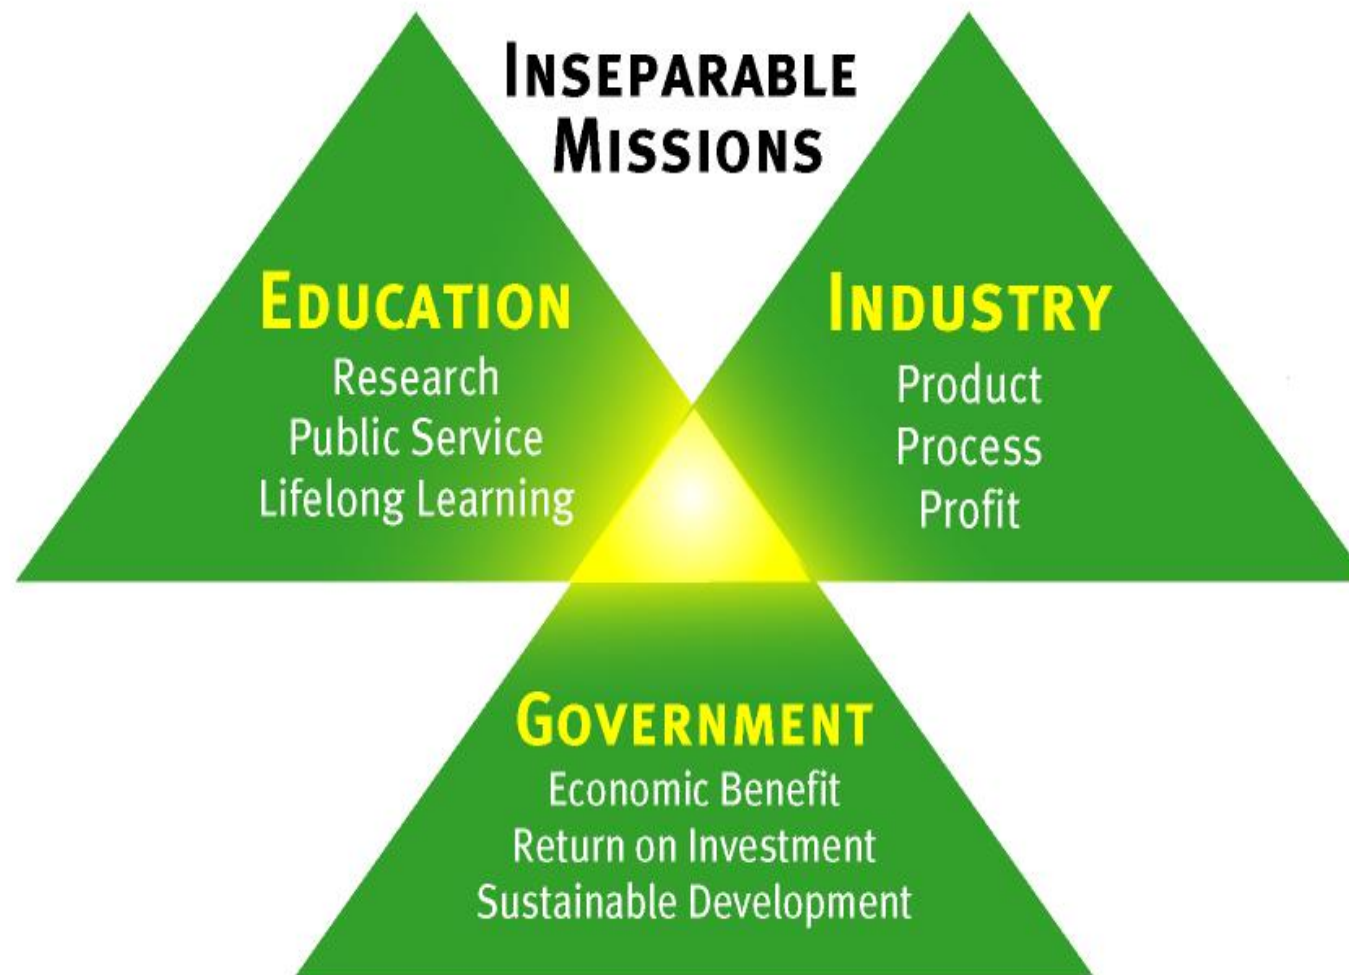 INSEPARABLE
MISSIONS
EDUCATION
Research
Public Service
Lifelong Learning
INDUSTRY
Product
Process
Profit
GOVERNMENT
Economic Benefit
Return on Investment
Sustainable Development